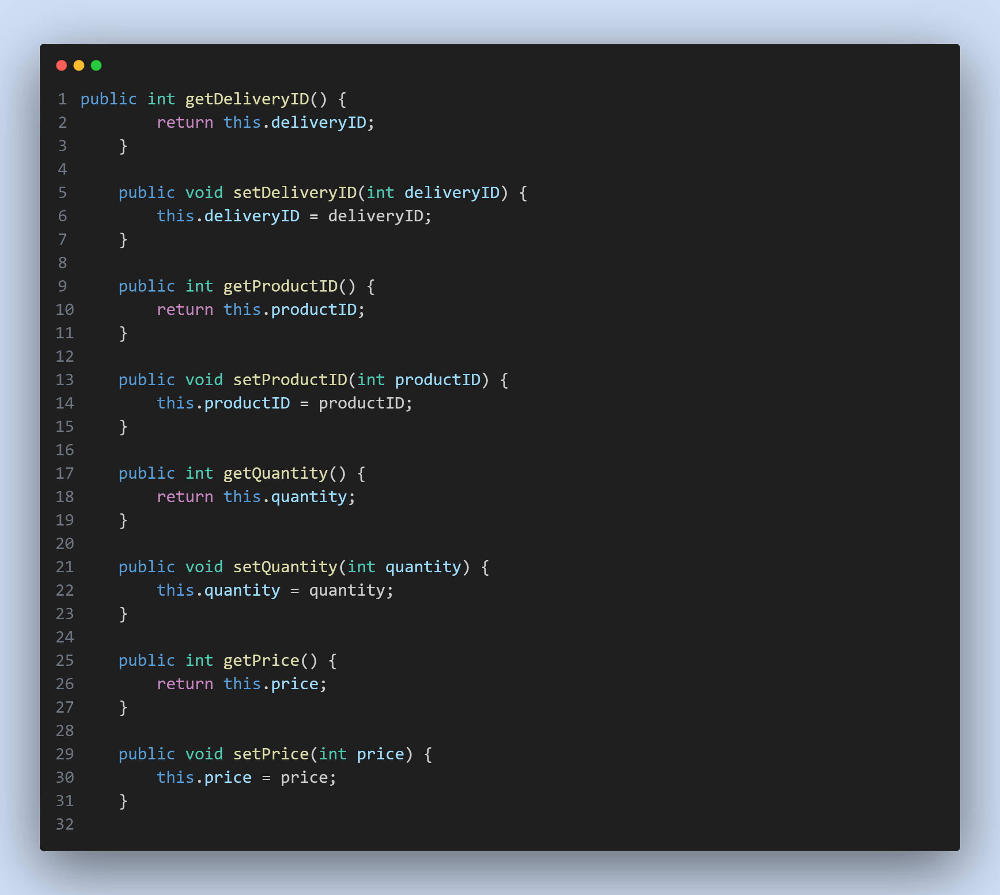 1 public int getDeliveryID() {
2         return this.deliveryID;
3     }
4
5     public void setDeliveryID(int deliveryID) {
6         this.deliveryID = deliveryID;
7     }
8
9     public int getProductID() {
10         return this.productID;
11     }
12
13     public void setProductID(int productID) {
14         this.productID = productID;
15     }
16
17     public int getQuantity() {
18         return this.quantity;
19     }
20
21     public void setQuantity(int quantity) {
22         this.quantity = quantity;
23     }
24
25     public int getPrice() {
26         return this.price;
27     }
28
29     public void setPrice(int price) {
30         this.price = price;
31     }
32